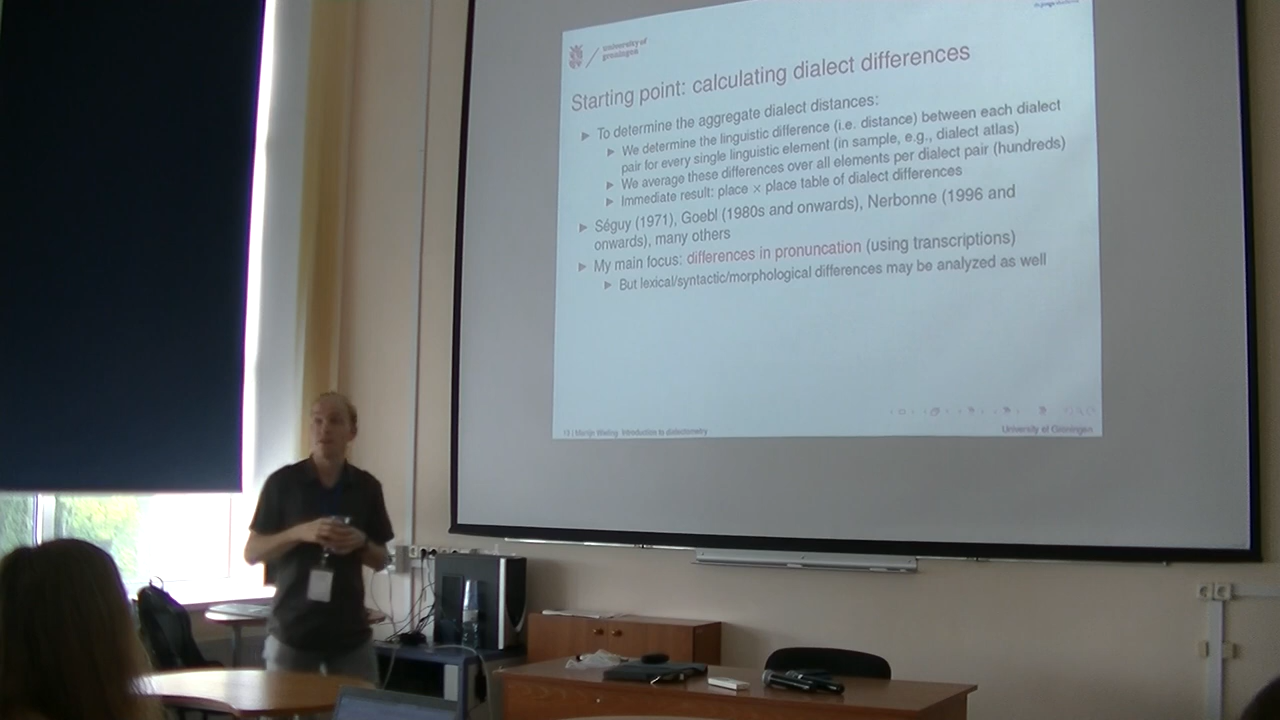 university of
groningen
Starting point: calculating dialect differences
To determine the aggregate dialect distances:
We determine the linguistic difference (i.e. distance) between each dialect
pair for every single linguistic element (in sample, e.g., dialect atlas)
We average these differences over all elements per dialect pair (hundreds)
Immediate result: place × place table of dialect differences
Séguy (1971), Goebl (1980s and onwards), Nerbonne (1996 and
onwards), many others
My main focus: differences in pronuncation (using transcriptions)
But lexical/syntactic/morphological differences may be analyzed as well
Martijn Wieling: Introduction to dialectometry
University of Groningen